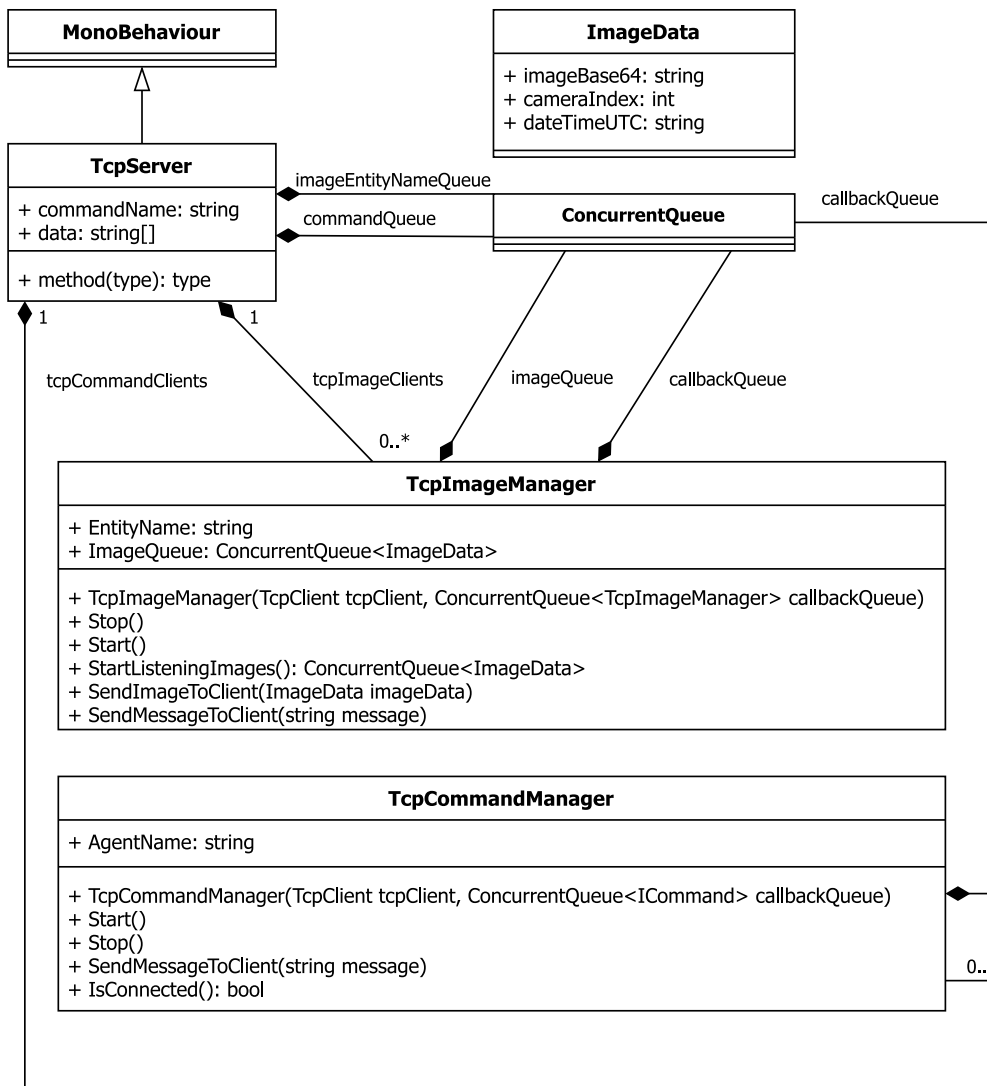 MonoBehaviour
ImageData
+ imageBase64: string
+ cameraIndex: int
+ dateTimeUTC: string
TcpServer
+ commandName: string
+ data: string[]
+ method(type): type
imageEntityNameQueue
commandQueue
ConcurrentQueue
callbackQueue
1
1
tcpCommandClients
tcpImageClients
imageQueue
callbackQueue
0..*
TcpImageManager
+ EntityName: string
+ ImageQueue: ConcurrentQueue<ImageData>
+ TcpImageManager(TcpClient tcpClient, ConcurrentQueue<TcpImageManager> callbackQueue)
+ Stop()
+ Start()
+ StartListeningImages(): ConcurrentQueue<ImageData>
+ SendImageToClient(ImageData imageData)
+ SendMessageToClient(string message)
TcpCommandManager
+ AgentName: string
+ TcpCommandManager(TcpClient tcpClient, ConcurrentQueue<ICommand> callbackQueue)
+ Start()
+ Stop()
+ SendMessageToClient(string message)
+ IsConnected(): bool
0..